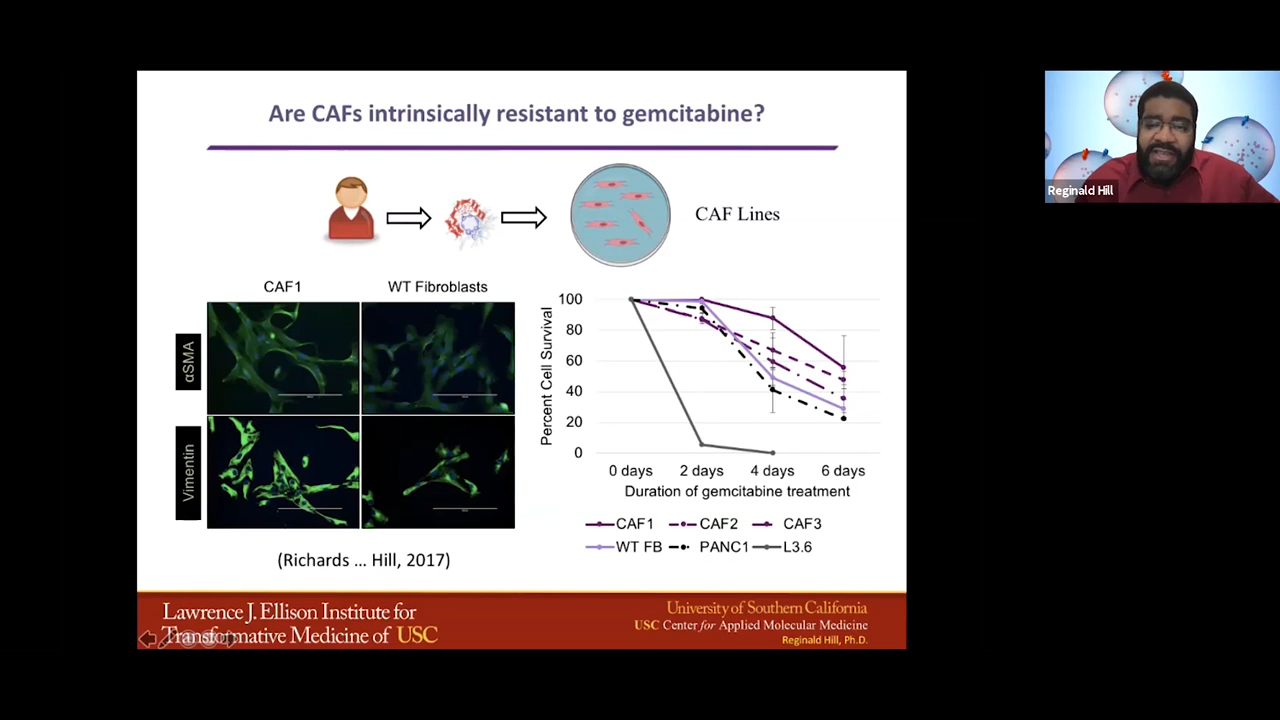 Are CAFs intrinsically resistant to gemcitabine?
Reginald Hill
CAF Lines
CAF1
WT Fibroblasts
αSMA
Vimentin
(Richards ... Hill, 2017)
Percent Cell Survival
100
80
60
40
20
0
0 days
2 days
4 days
6 days
Duration of gemcitabine treatment
CAF1
CAF2
CAF3
WT FB
PANC1
L3.6
Lawrence J. Ellison Institute for
Transformative Medicine of USC
University of Southern California
USC Center for Applied Molecular Medicine
Reginald Hill, Ph.D.